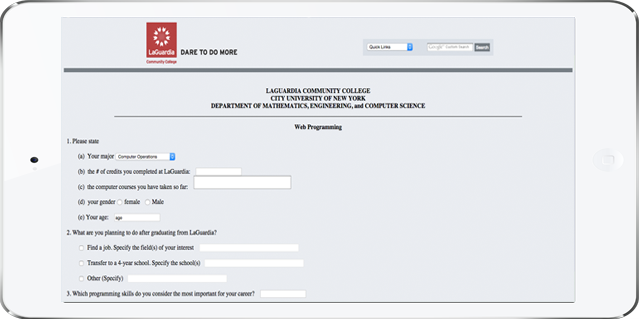 LaGuardia
Community College
DARE TO DO MORE
Quick Links
Google Custom Search
Search
LAGUARDIA COMMUNITY COLLEGE
CITY UNIVERSITY OF NEW YORK
DEPARTMENT OF MATHEMATICS, ENGINEERING, and COMPUTER SCIENCE
Web Programming
1. Please state
(a) Your major Computer Operations
(b) the # of credits you completed at LaGuardia:
(c) the computer courses you have taken so far:
(d) your gender female Male
(e) Your age: age
2. What are you planning to do after graduating from LaGuardia?
Find a job. Specify the field(s) of your interest
Transfer to a 4-year school. Specify the school(s)
Other (Specify)
3. Which programming skills do you consider the most important for your career?